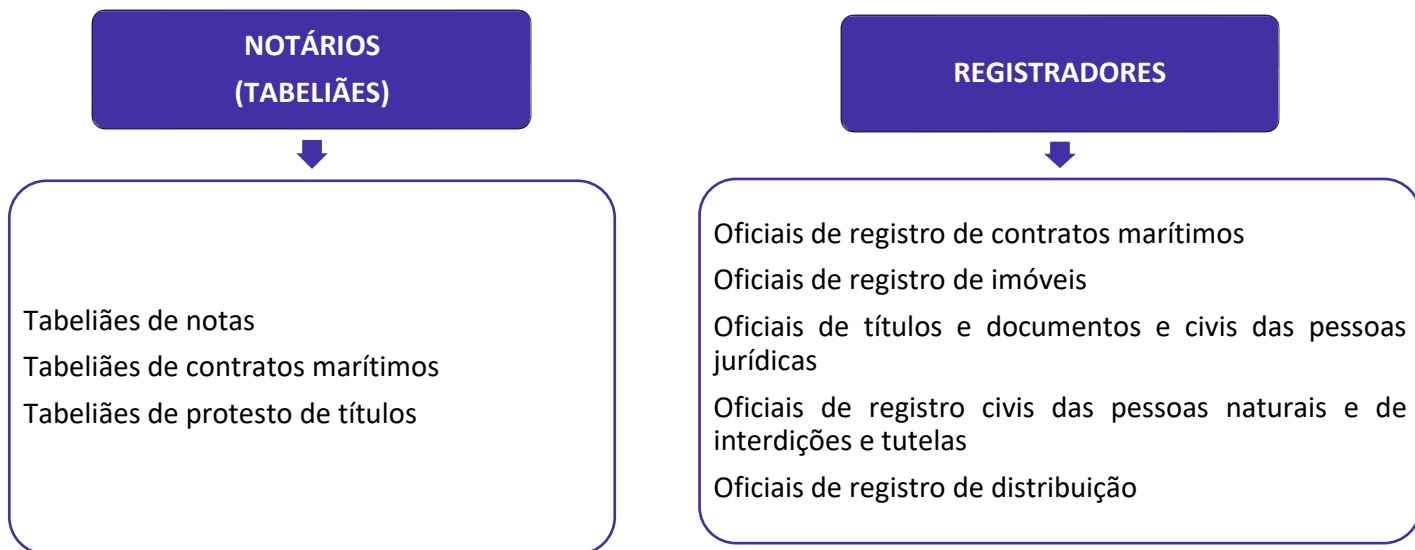 NOTÁRIOS
(TABELIÃES)
Tabeliães de notas
Tabeliães de contratos marítimos
Tabeliães de protesto de títulos
REGISTRADORES
Oficiais de registro de contratos marítimos
Oficiais de registro de imóveis
Oficiais de títulos e documentos e civis das pessoas
jurídicas
Oficiais de registro civis das pessoas naturais e de
interdições e tutelas
Oficiais de registro de distribuição